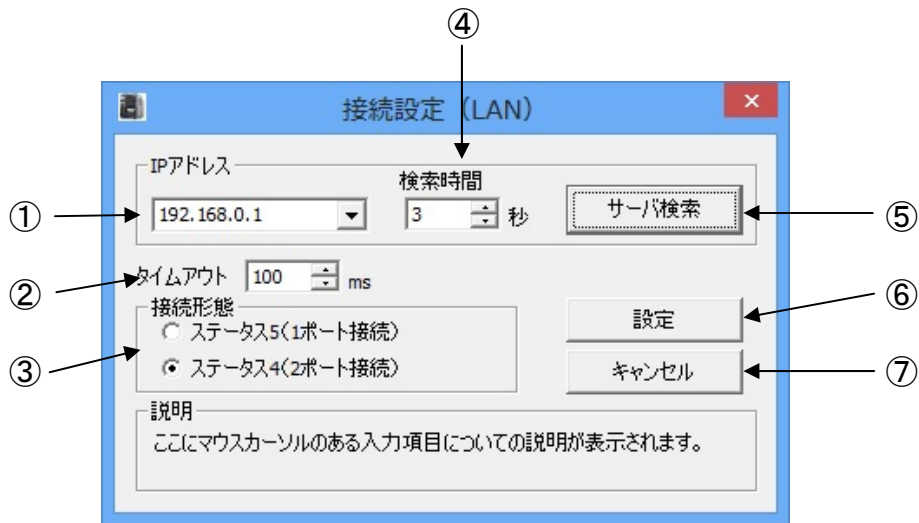 ④
接続設定（LAN）
IPアドレス
検索時間
①
192.168.0.1
3
秒
サーバ検索
⑤
②
タイムアウト
100
ms
接続形態
ステータス5(1ポート接続)
設定
⑥
③
ステータス4(2ポート接続)
キャンセル
⑦
説明
ここにマウスカーソルのある入力項目についての説明が表示されます。